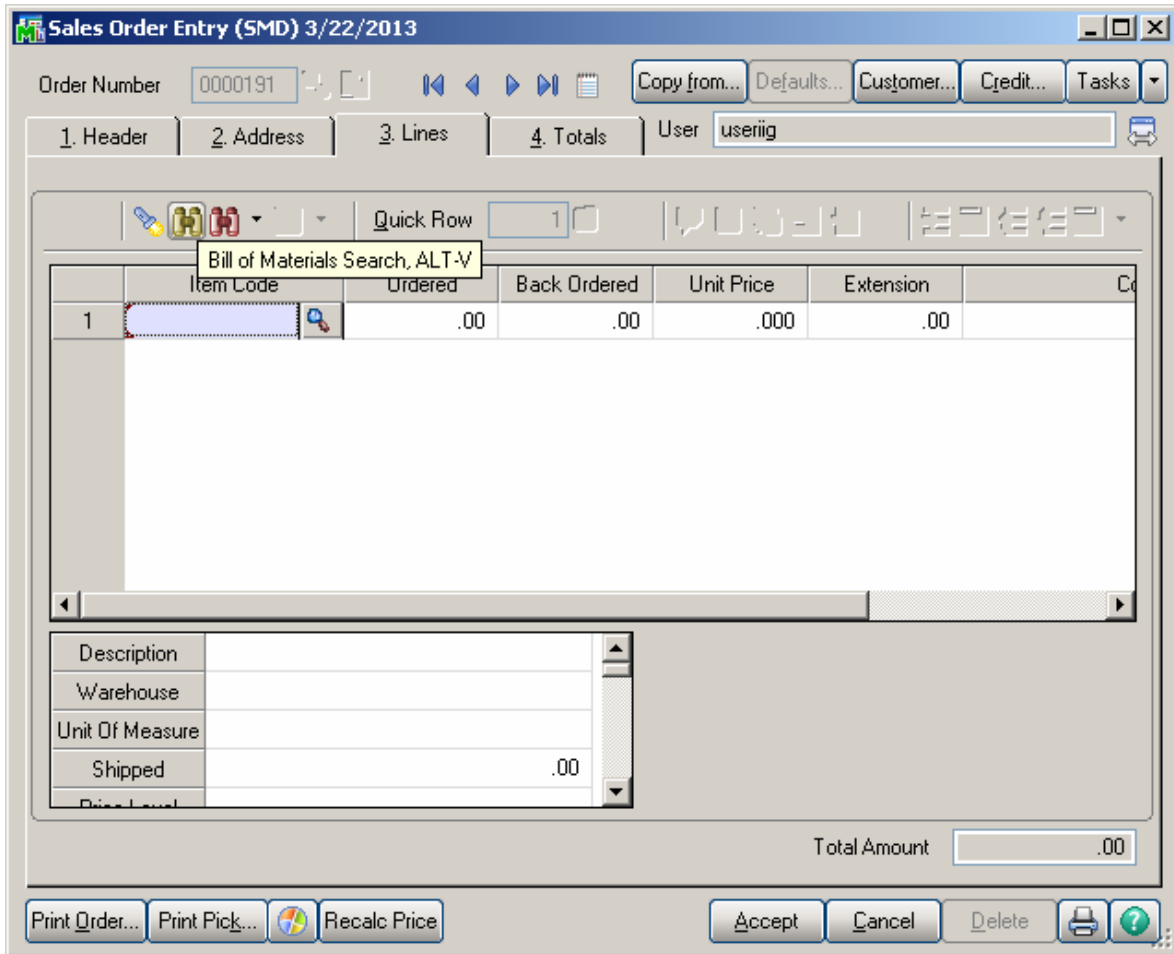 Sales Order Entry (SMD) 3/22/2013
Order Number 0000191 Copy from... Defaults... Customer... Credit... Tasks
1. Header 2. Address 3. Lines 4. Totals User useriig
Quick Row 1
Bill of Materials Search, ALT-V
Item Code Ordered Back Ordered Unit Price Extension
1 .00 .00 .000 .00
Description
Warehouse
Unit Of Measure
Shipped .00
Total Amount .00
Print Order... Print Pick... Recalc Price Accept Cancel Delete